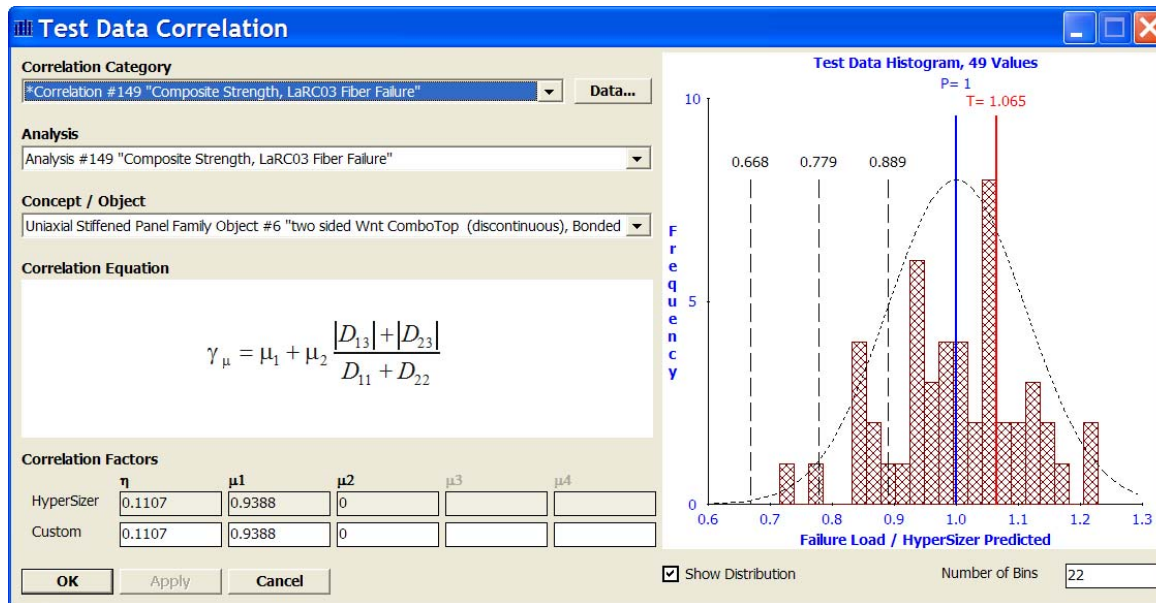 Test Data Correlation
Correlation Category
*Correlation #149 "Composite Strength, LaRC03 Fiber Failure"
Data...
Analysis
Analysis #149 "Composite Strength, LaRC03 Fiber Failure"
Concept / Object
Uniaxial Stiffened Panel Family Object #6 "two sided Wnt ComboTop (discontinuous), Bonded
Correlation Equation
γμ = μ1 + μ2 |D13| + |D23| / D11 + D22
Correlation Factors
η μ1 μ2 μ3 μ4
HyperSizer 0.1107 0.9388 0
Custom 0.1107 0.9388 0
OK Apply Cancel
Test Data Histogram, 49 Values
P= 1
T= 1.065
10
0.668 0.779 0.889
Frequency
5
0
0.6 0.7 0.8 0.9 1.0 1.1 1.2 1.3
Failure Load / HyperSizer Predicted
Show Distribution Number of Bins 22